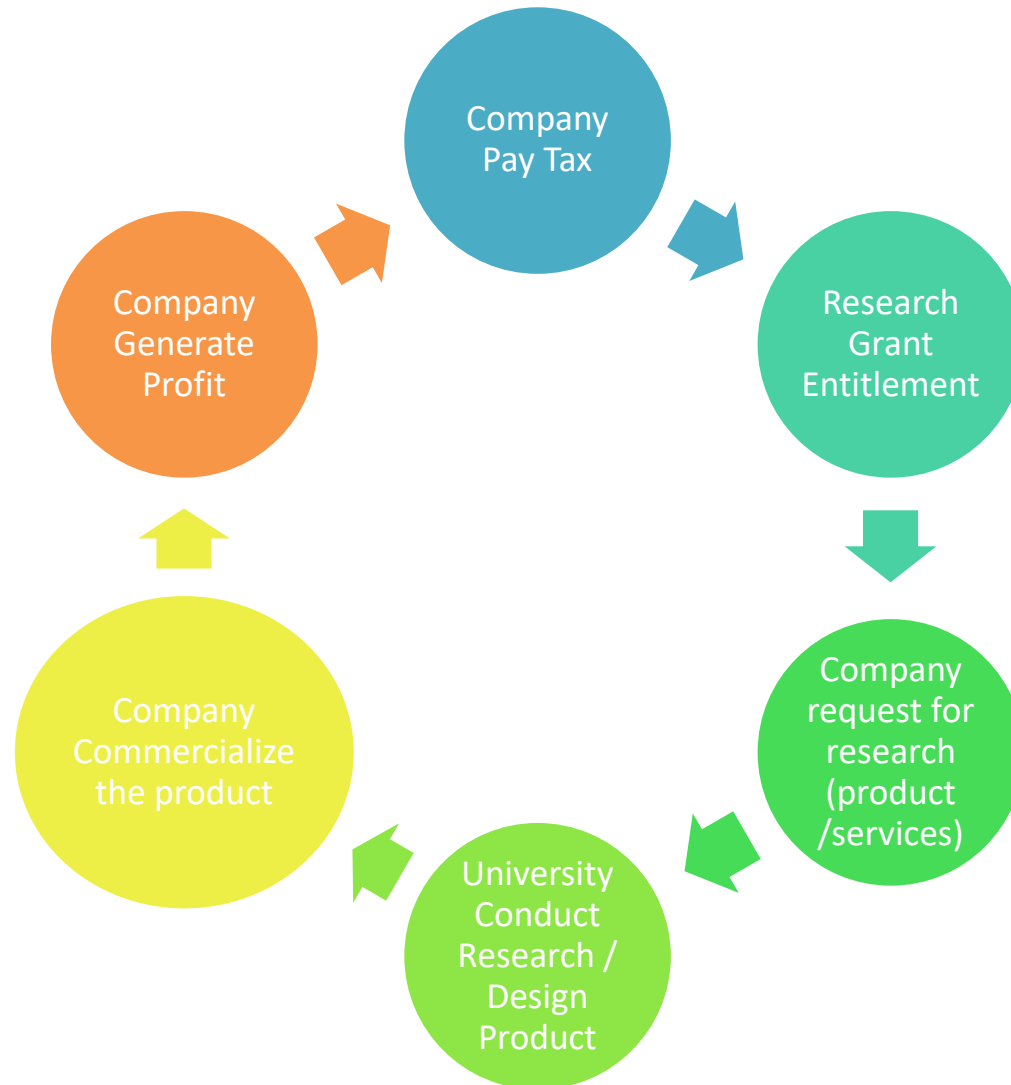 Company
Pay Tax
Research
Grant
Entitlement
Company
request for
research
(product
/services)
University
Conduct
Research /
Design
Product
Company
Commercialize
the product
Company
Generate
Profit